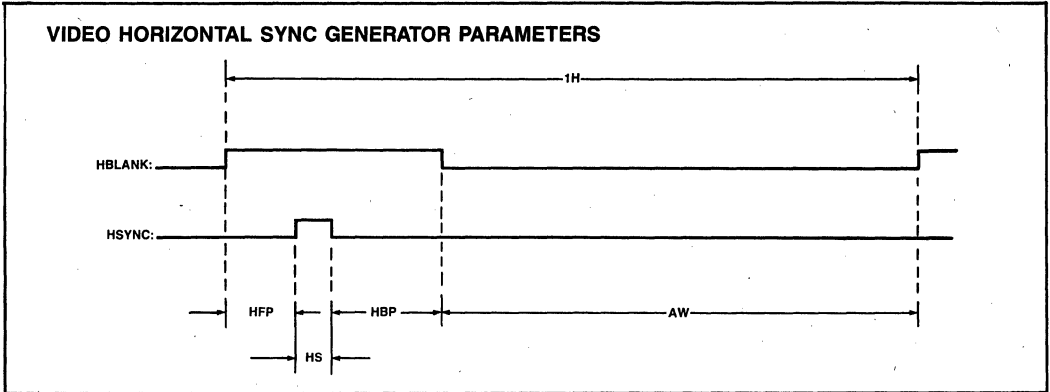 VIDEO HORIZONTAL SYNC GENERATOR PARAMETERS
1H
HBLANK:
HSYNC:
HFP
HBP
AW
HS